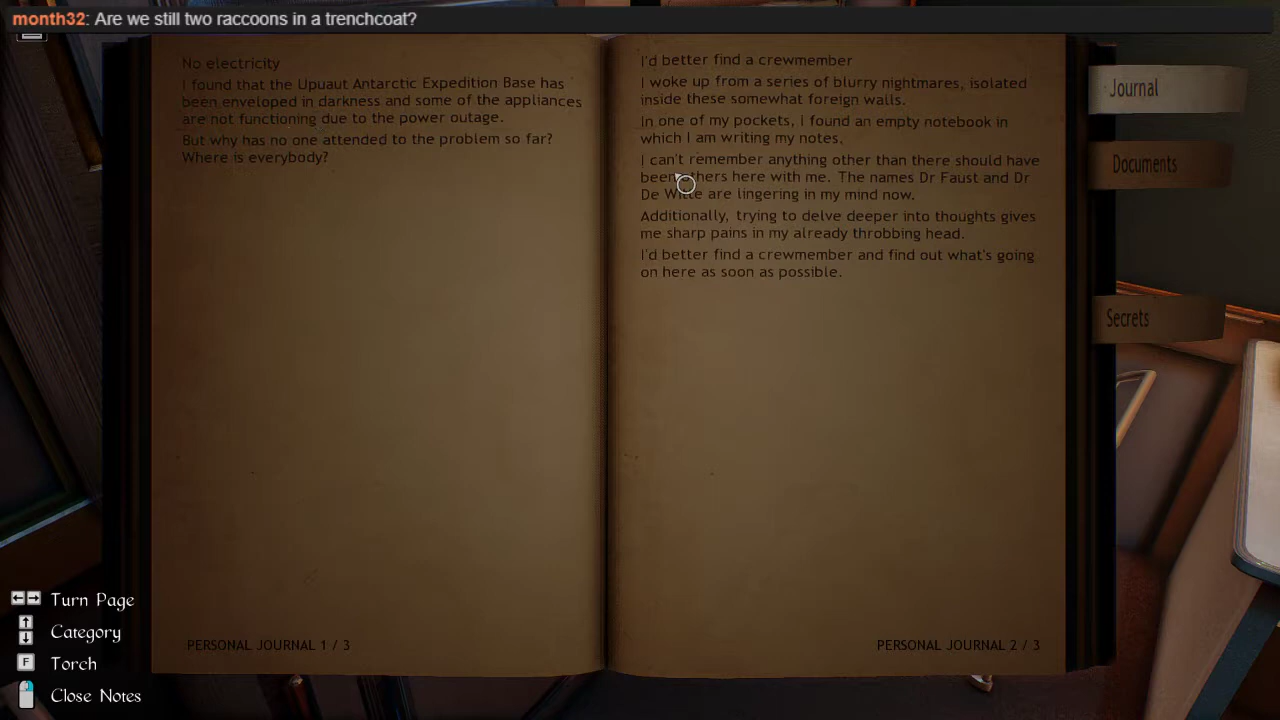 month32: Are we still two raccoons in a trenchcoat?
No electricity
I found that the Upuaut Antarctic Expedition Base has
been enveloped in darkness and some of the appliances
are not functioning due to the power outage.
But why has no one attended to the problem so far?
Where is everybody?
PERSONAL JOURNAL 1 / 3
I'd better find a crewmember
I woke up from a series of blurry nightmares, isolated
inside these somewhat foreign walls.
In one of my pockets, I found an empty notebook in
which I am writing my notes.
I can't remember anything other than there should have
been others here with me. The names Dr Faust and Dr
De Witte are lingering in my mind now.
Additionally, trying to delve deeper into thoughts gives
me sharp pains in my already throbbing head.
I'd better find a crewmember and find out what's going
on here as soon as possible.
PERSONAL JOURNAL 2 / 3
Journal
Documents
Secrets
Turn Page
Category
F Torch
Close Notes